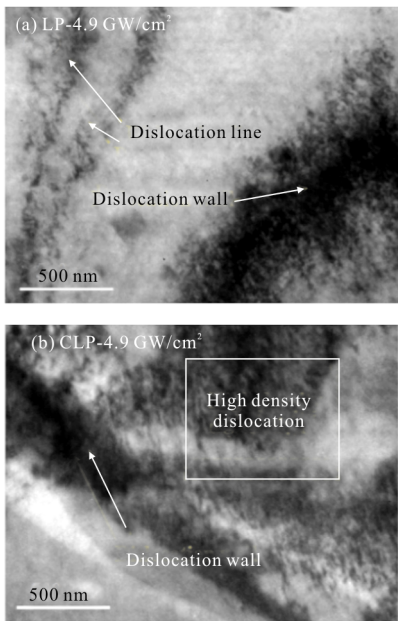 (a) LP-4.9 GW/cm²
Dislocation line
Dislocation wall
500 nm
(b) CLP-4.9 GW/cm²
High density
dislocation
Dislocation wall
500 nm